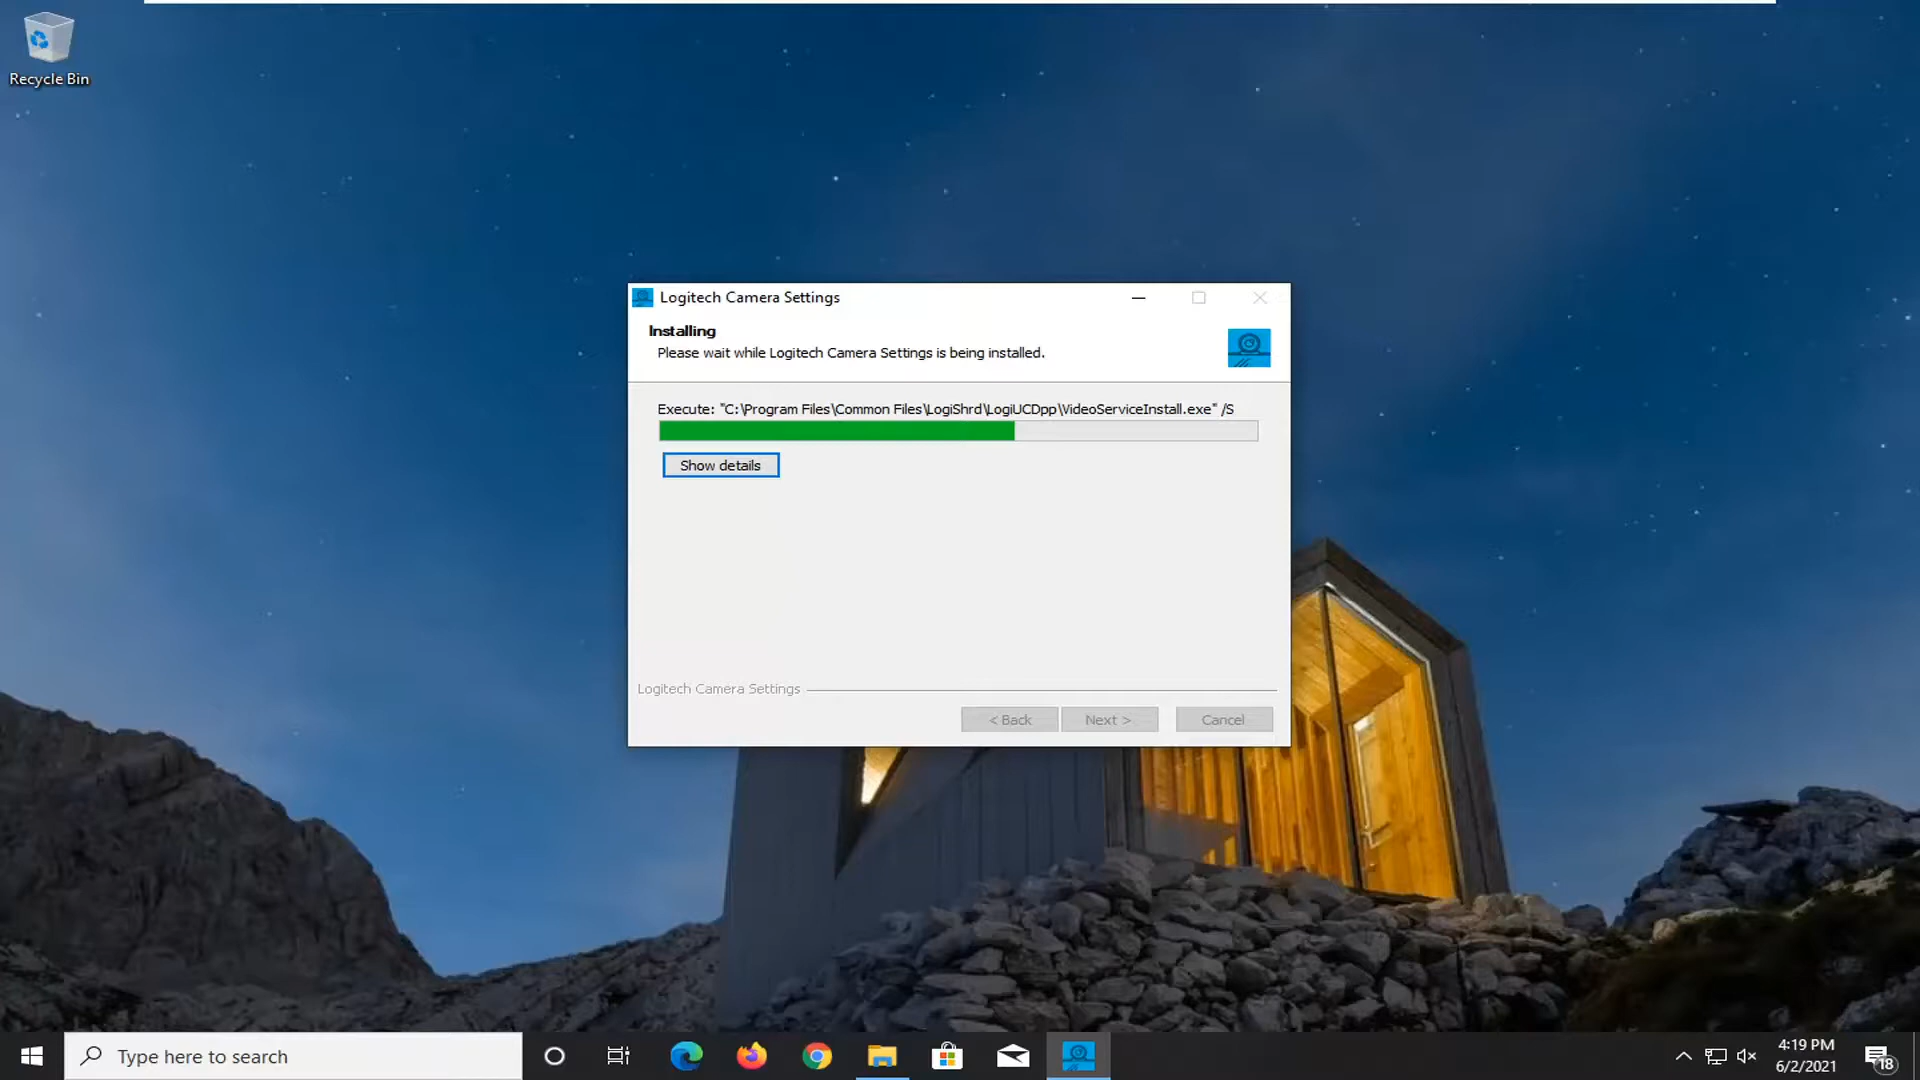 Recycle Bin
Logitech Camera Settings
Installing
Please wait while Logitech Camera Settings is being installed.
Execute: "C:\Program Files\Common Files\LogiShrd\LogiUCDpp\VideoServiceInstall.exe" /S
Show details
Logitech Camera Settings
< Back
Next >
Cancel
Type here to search
4:19 PM
6/2/2021
18